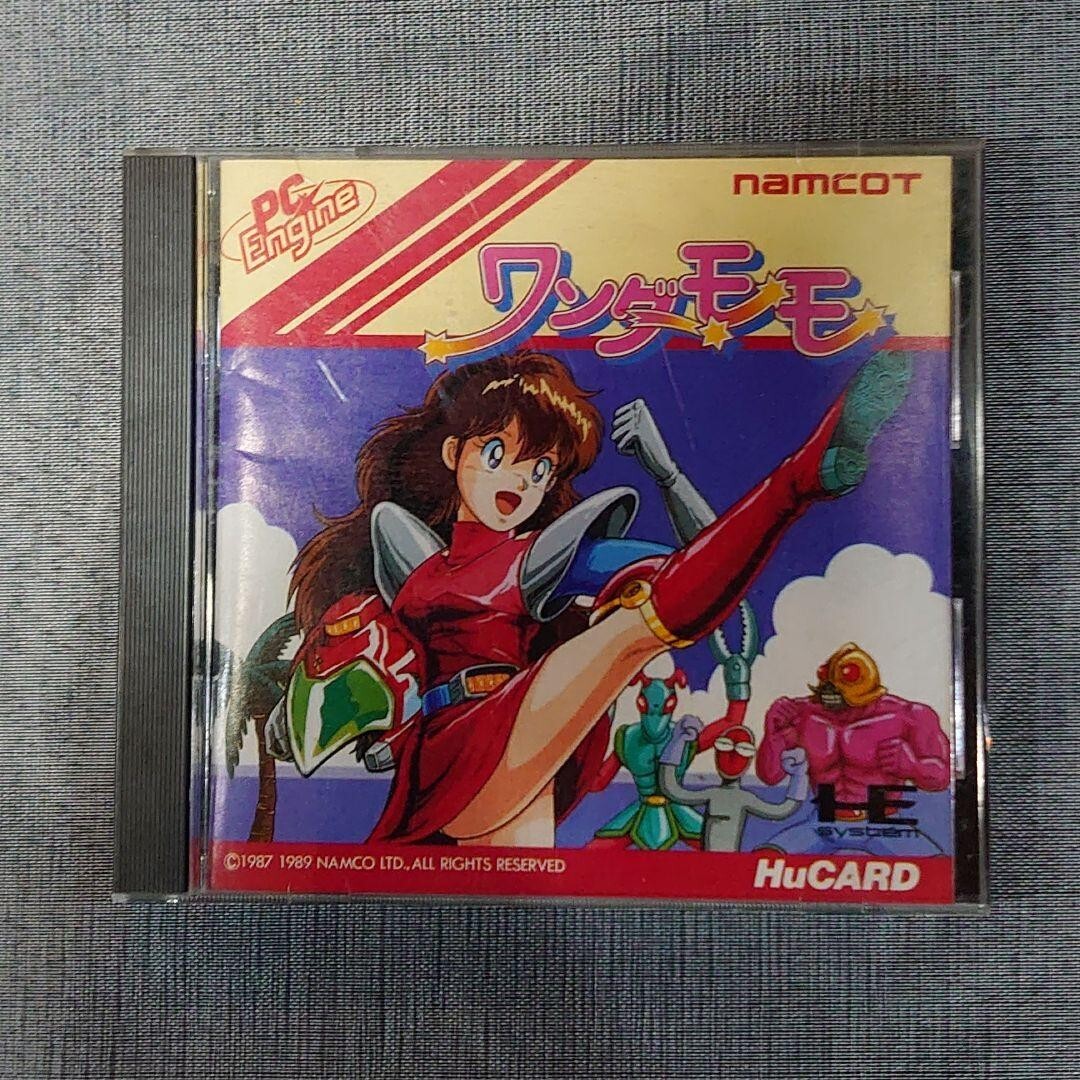 PC
Engine
namcot
ワンダーモモ
©1987 1989 NAMCO LTD., ALL RIGHTS RESERVED
HE
system
HuCARD